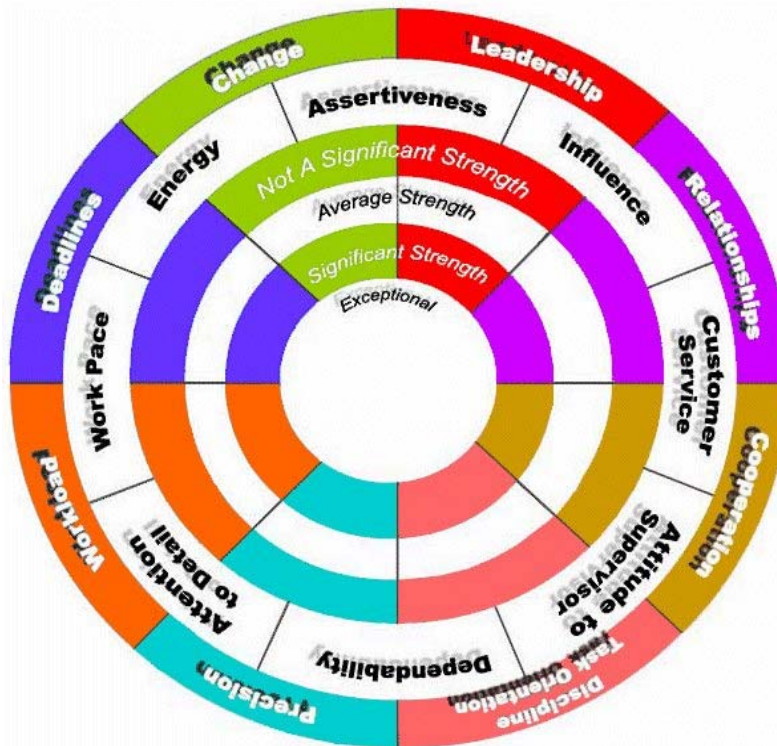 Change
Leadership
Relationships
Cooperation
Discipline
Task Orientation
Precision
Workload
Deadlines
Assertiveness
Influence
Customer
Service
Attitude to
Supervisor
Dependability
Attention
to Detail
Work Pace
Energy
Not A Significant Strength
Average Strength
Significant Strength
Exceptional